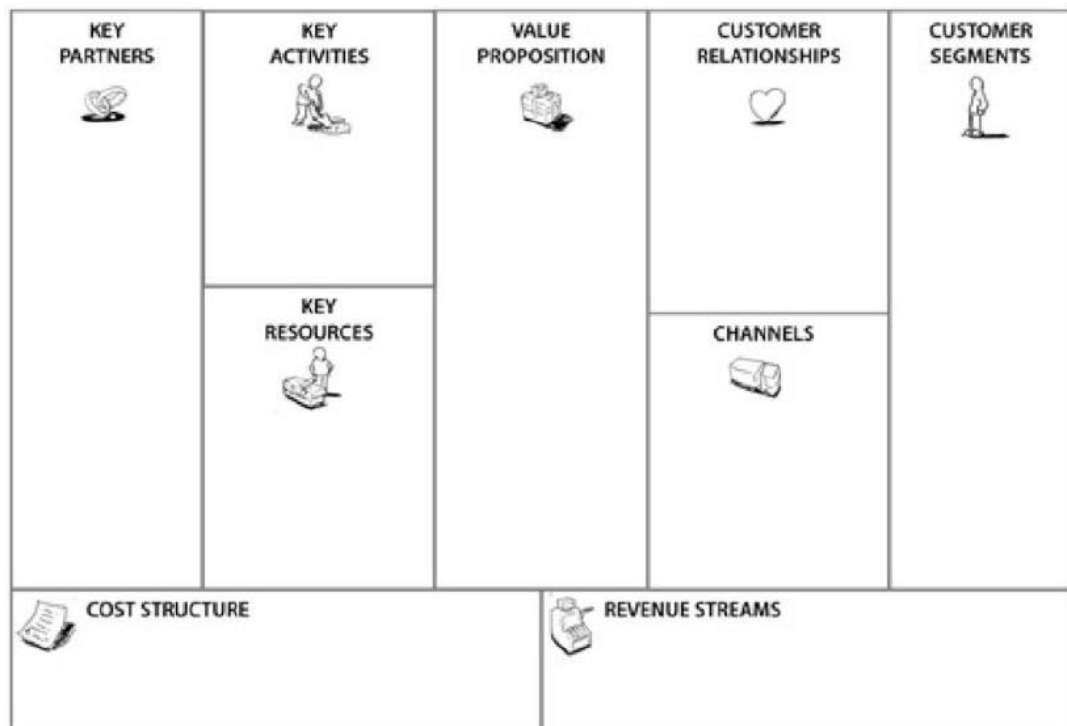 KEY
PARTNERS
KEY
ACTIVITIES
VALUE
PROPOSITION
CUSTOMER
RELATIONSHIPS
CUSTOMER
SEGMENTS
KEY
RESOURCES
CHANNELS
COST STRUCTURE
REVENUE STREAMS